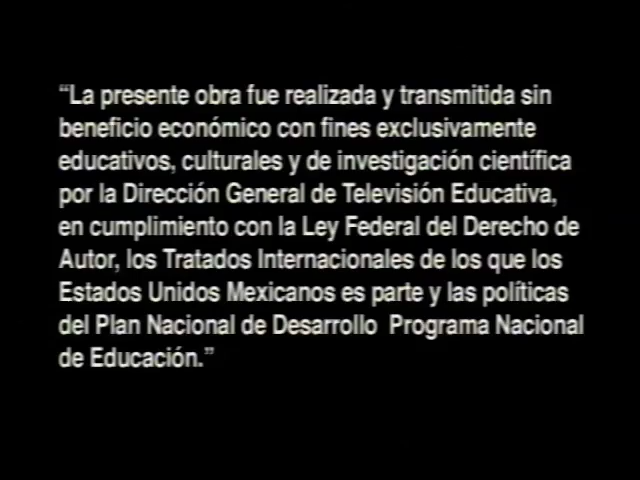 “La presente obra fue realizada y transmitida sin
beneficio económico con fines exclusivamente
educativos, culturales y de investigación científica
por la Dirección General de Televisión Educativa,
en cumplimiento con la Ley Federal del Derecho de
Autor, los Tratados Internacionales de los que los
Estados Unidos Mexicanos es parte y las políticas
del Plan Nacional de Desarrollo  Programa Nacional
de Educación.”